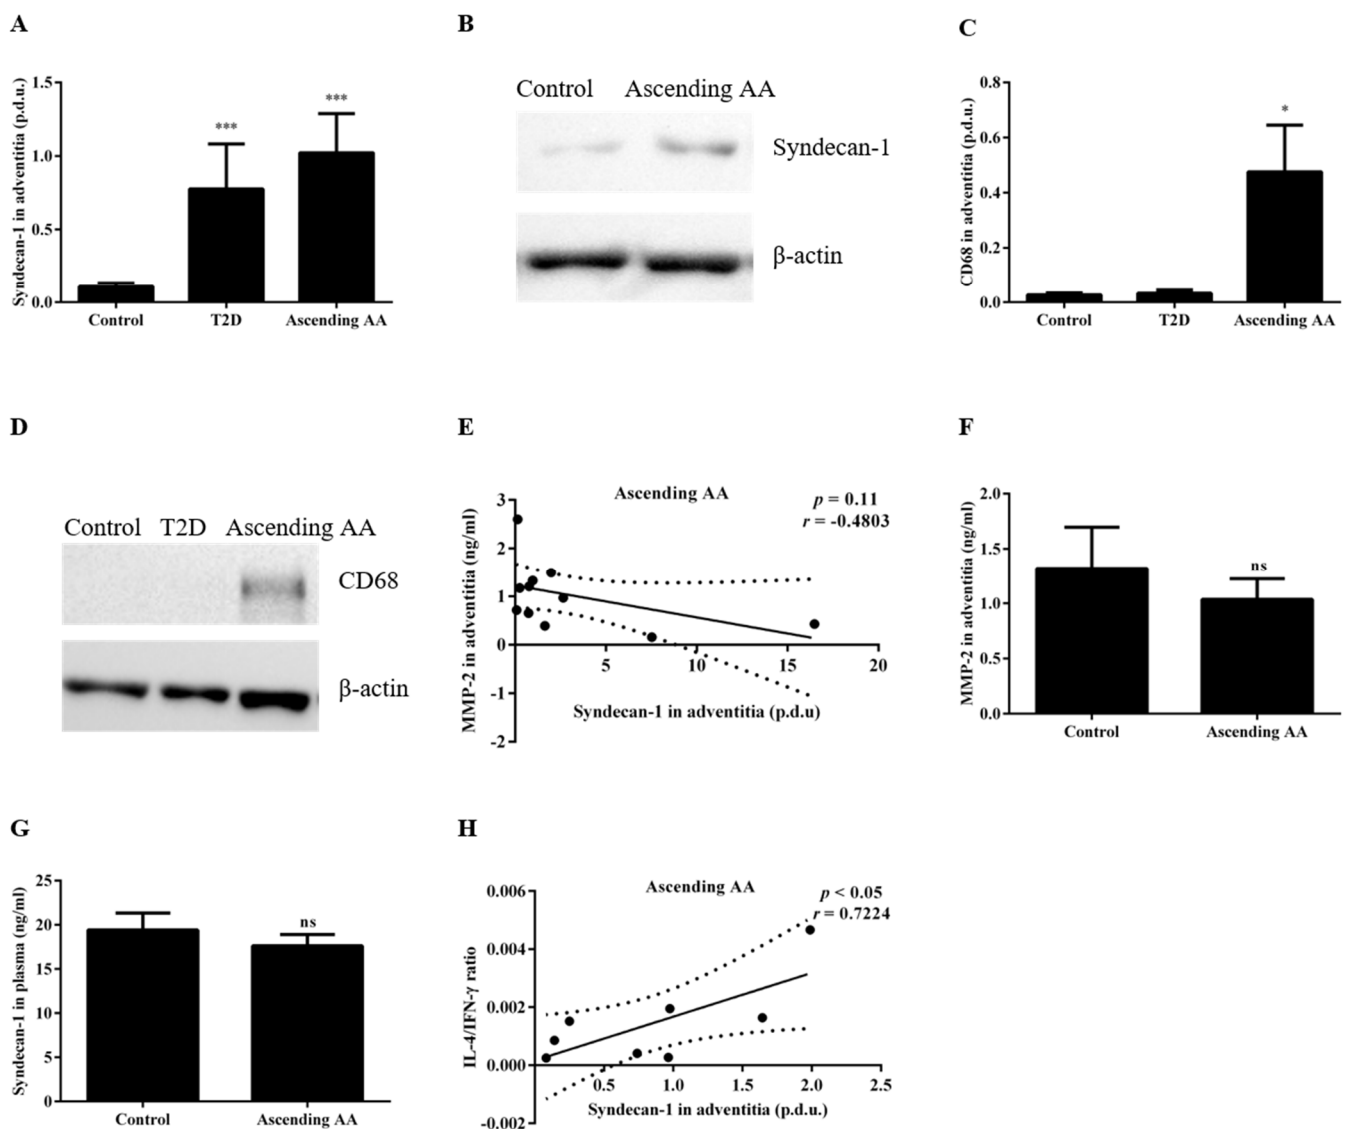 A
Syndecan-1 in adventitia (p.d.u.)
1.5
1.0
0.5
0.0
***
***
Control T2D Ascending AA
B
Control Ascending AA
Syndecan-1
β-actin
C
CD68 in adventitia (p.d.u.)
0.8
0.6
0.4
0.2
0.0
*
Control T2D Ascending AA
D
Control T2D Ascending AA
CD68
β-actin
E
Ascending AA
p = 0.11
r = -0.4803
MMP-2 in adventitia (ng/ml)
3
2
1
0
-1
-2
5 10 15 20
Syndecan-1 in adventitia (p.d.u)
F
MMP-2 in adventitia (ng/ml)
2.0
1.5
1.0
0.5
0.0
ns
Control Ascending AA
G
Syndecan-1 in plasma (ng/ml)
25
20
15
10
5
0
ns
Control Ascending AA
H
Ascending AA
p < 0.05
r = 0.7224
IL-4/IFN-γ ratio
0.006
0.004
0.002
0.000
-0.002
0.5 1.0 1.5 2.0 2.5
Syndecan-1 in adventitia (p.d.u.)